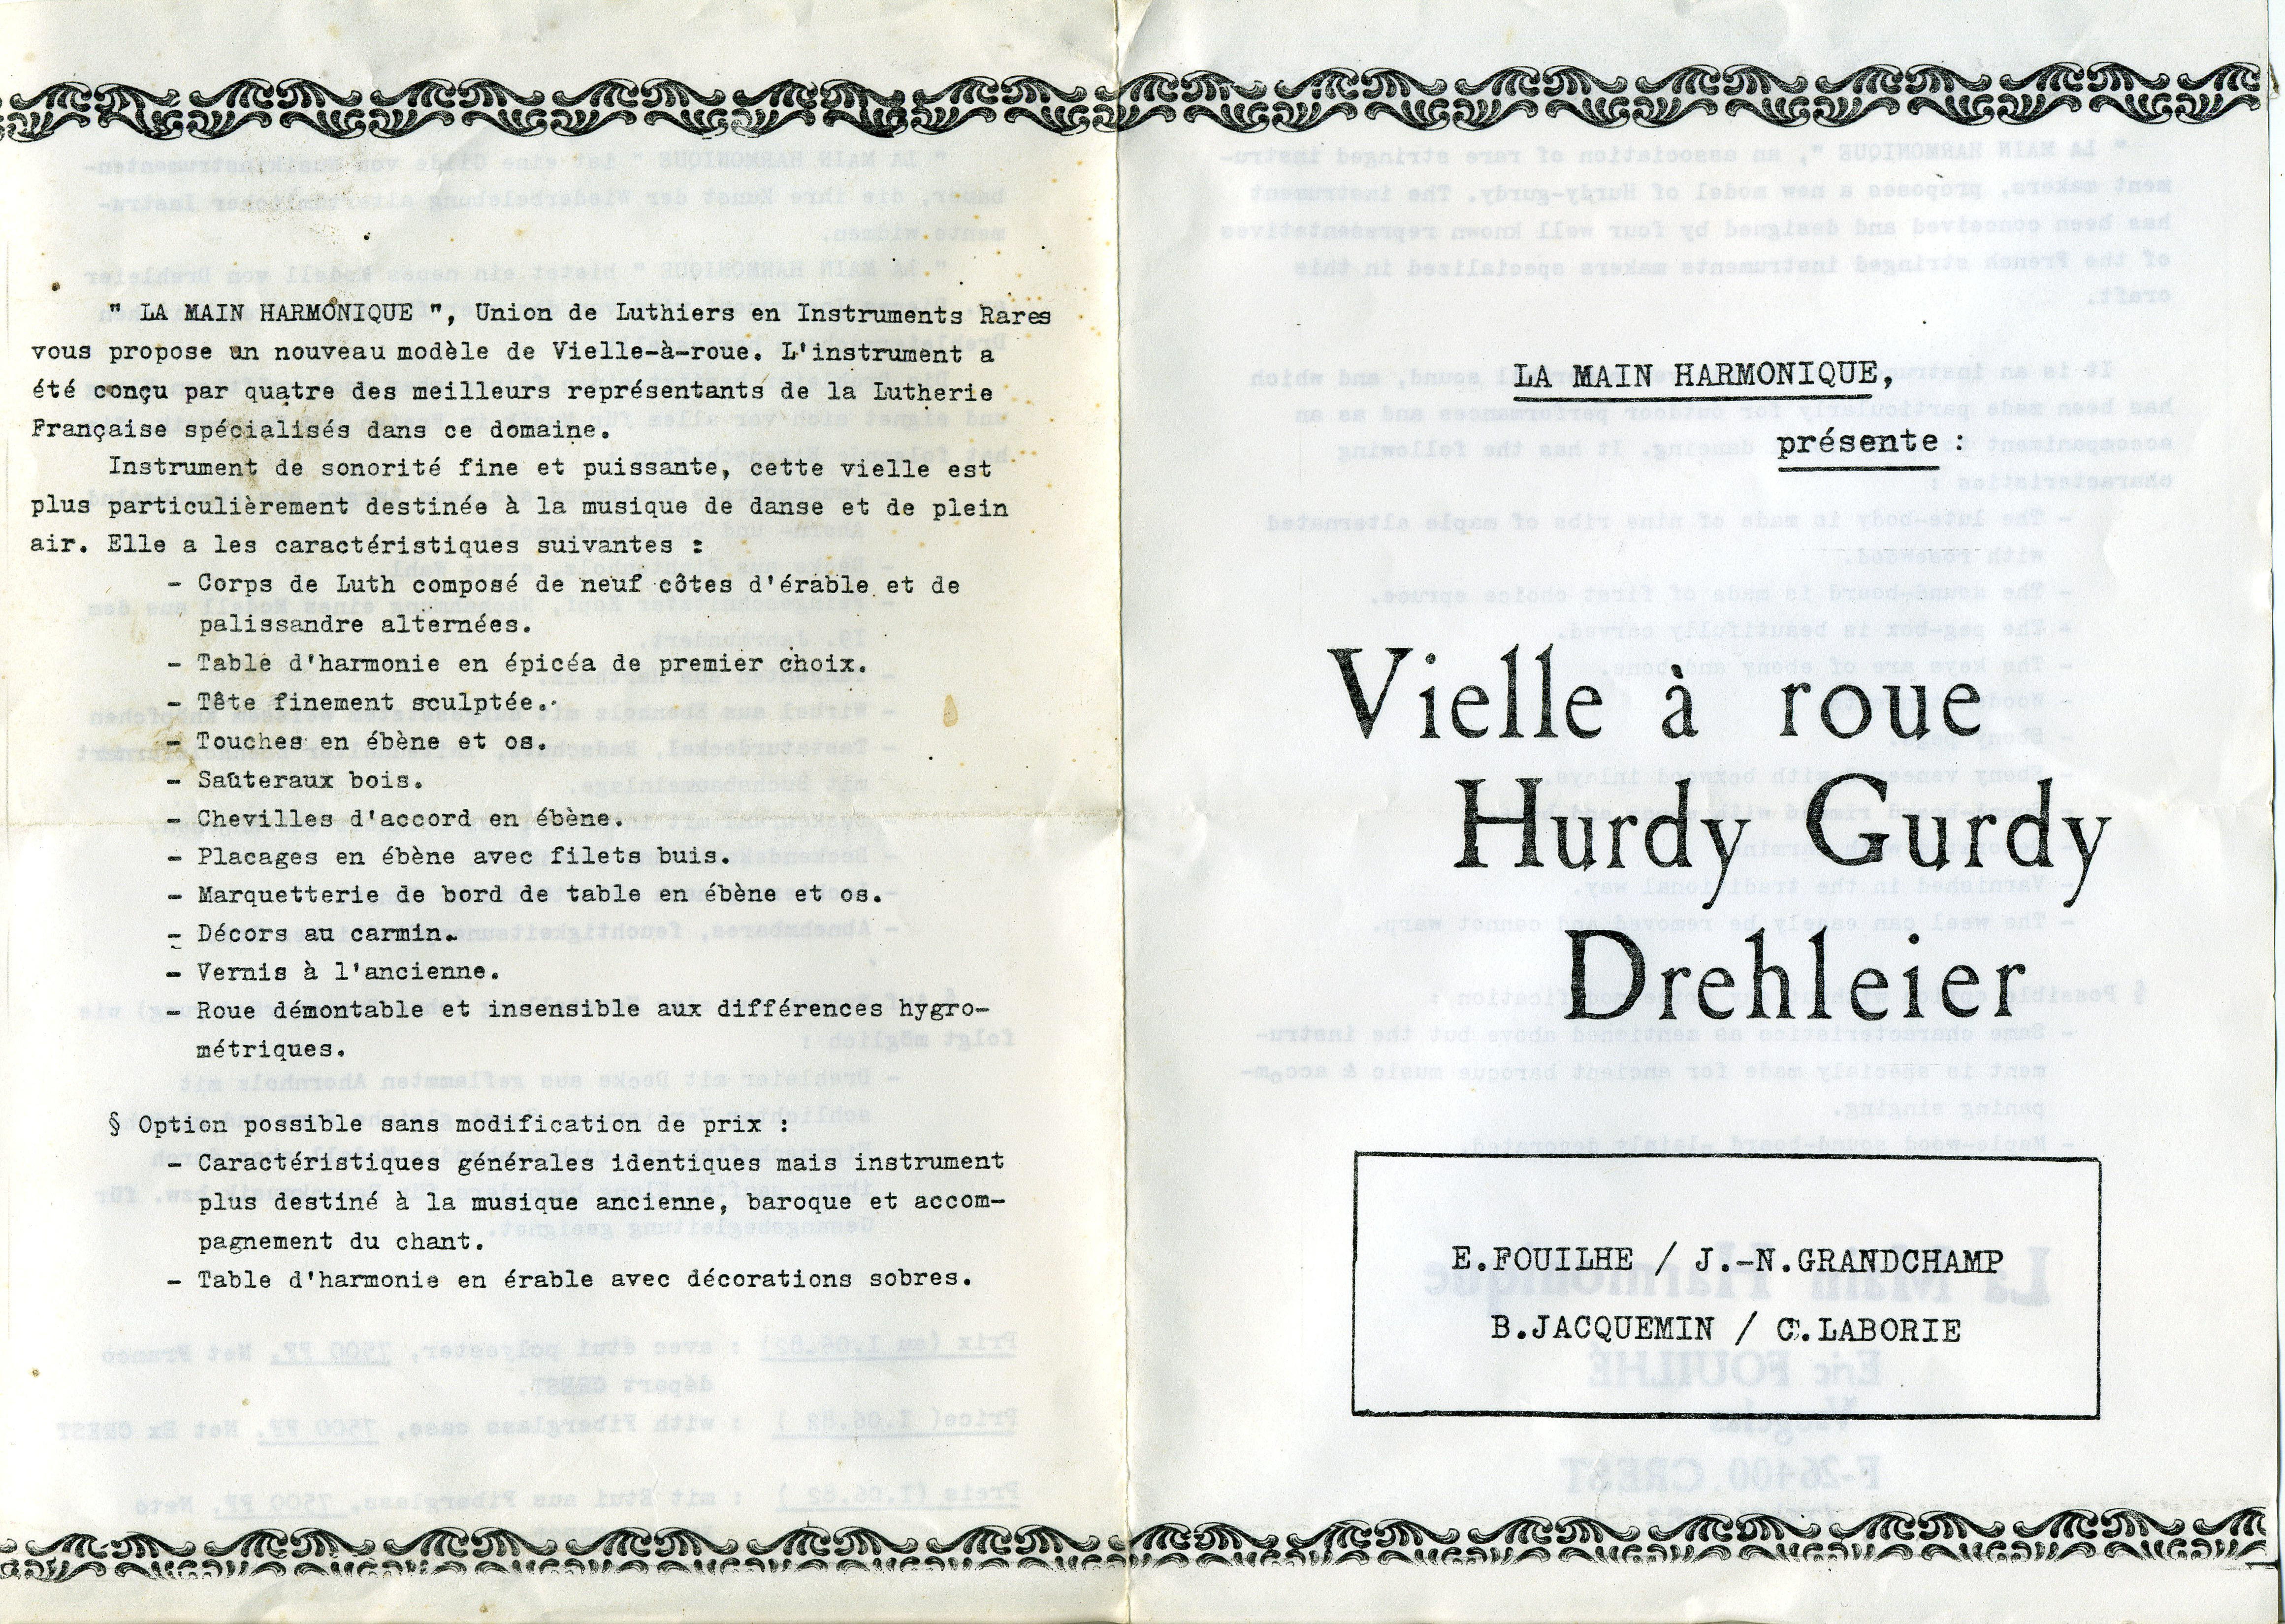 " LA MAIN HARMONIQUE ", Union de Luthiers en Instruments Rares
vous propose un nouveau modèle de Vielle-à-roue. L'instrument a
été conçu par quatre des meilleurs représentants de la Lutherie
Française spécialisés dans ce domaine.
Instrument de sonorité fine et puissante, cette vielle est
plus particulièrement destinée à la musique de danse et de plein
air. Elle a les caractéristiques suivantes :
- Corps de Luth composé de neuf côtes d'érable et de
palissandre alternées.
- Table d'harmonie en épicéa de premier choix.
- Tête finement sculptée.
- Touches en ébène et os.
- Sauteraux bois.
- Chevilles d'accord en ébène.
- Placages en ébène avec filets buis.
- Marquetterie de bord de table en ébène et os.
- Décors au carmin.
- Vernis à l'ancienne.
- Roue démontable et insensible aux différences hygro-
métriques.
§ Option possible sans modification de prix :
- Caractéristiques générales identiques mais instrument
plus destiné à la musique ancienne, baroque et accom-
pagnement du chant.
- Table d'harmonie en érable avec décorations sobres.
LA MAIN HARMONIQUE,
présente :
Vielle à roue
Hurdy Gurdy
Drehleier
E.FOUILHE / J.-N.GRANDCHAMP
B.JACQUEMIN / C.LABORIE